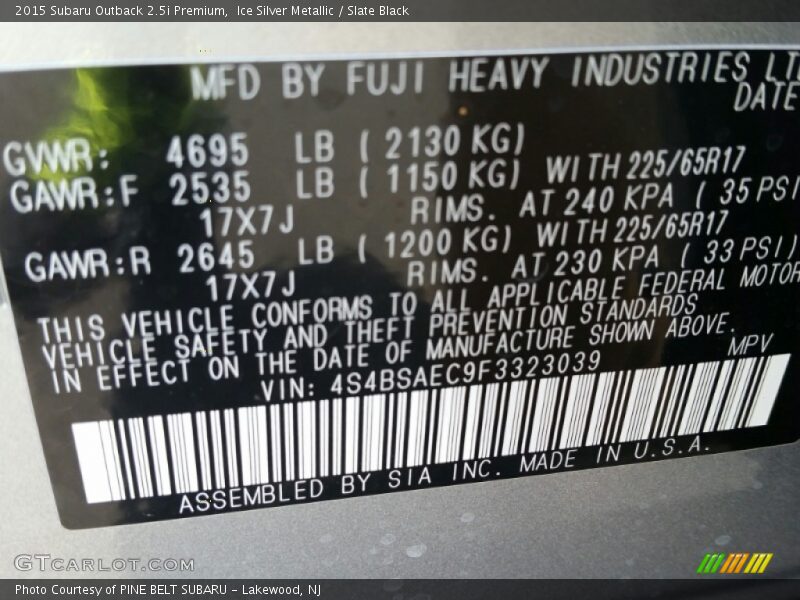 2015 Subaru Outback 2.5i Premium, Ice Silver Metallic / Slate Black
MFD BY FUJI HEAVY INDUSTRIES LTD
DATE
GVWR: 4695 LB ( 2130 KG)
GAWR:F 2535 LB ( 1150 KG) WITH 225/65R17
17X7J RIMS. AT 240 KPA ( 35 PSI
GAWR:R 2645 LB ( 1200 KG) WITH 225/65R17
17X7J RIMS. AT 230 KPA ( 33 PSI)
THIS VEHICLE CONFORMS TO ALL APPLICABLE FEDERAL MOTOR
VEHICLE SAFETY AND THEFT PREVENTION STANDARDS
IN EFFECT ON THE DATE OF MANUFACTURE SHOWN ABOVE.
VIN: 4S4BSAEC9F3323039 MPV
ASSEMBLED BY SIA INC. MADE IN U.S.A.
GTcarlot.com
Photo Courtesy of PINE BELT SUBARU - Lakewood, NJ